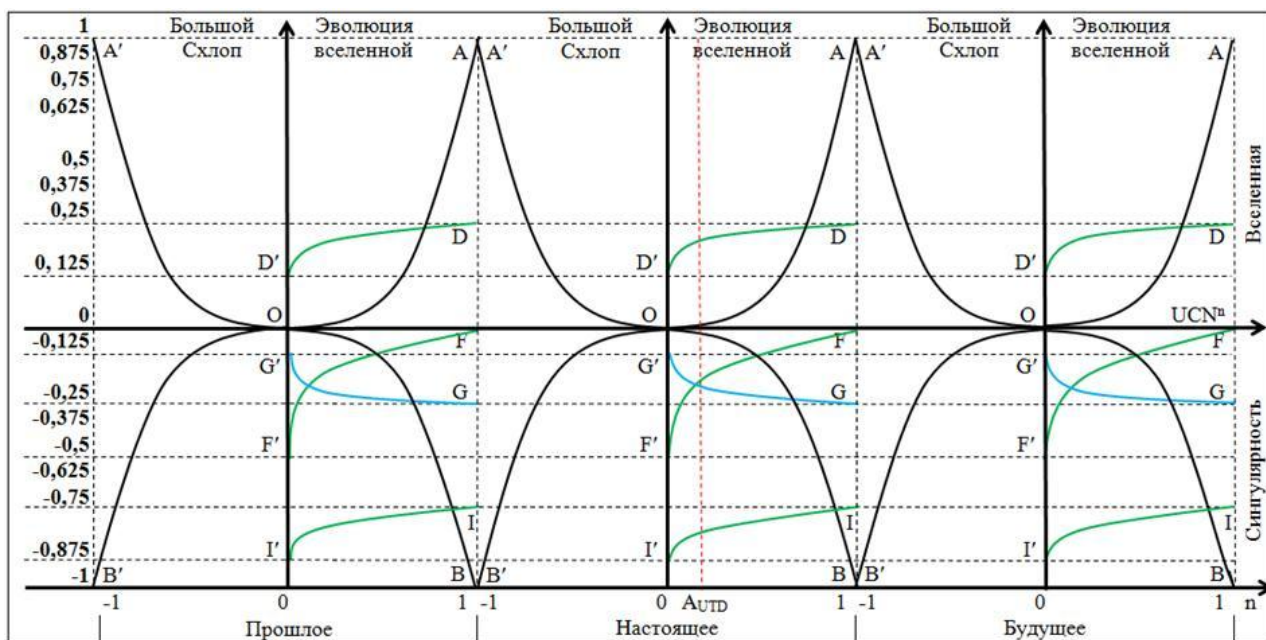 1
Большой Схлоп
Эволюция вселенной
Большой Схлоп
Эволюция вселенной
Большой Схлоп
Эволюция вселенной
0,875
A′
A
A′
A
A′
A
0,75
0,625
0,5
0,375
0,25
D
D
D
D′
D′
D′
0, 125
Вселенная
0
O
O
O
UCNⁿ
-0,125
F
F
F
G′
G′
G′
-0,25
G
G
G
-0,375
-0,5
F′
F′
F′
-0,625
-0,75
I
I
I
I′
I′
I′
-0,875
Сингулярность
-1
B′
B
B′
B
B′
B
-1
0
1
-1
0
A_UTD
1
-1
0
1
n
Прошлое
Настоящее
Будущее